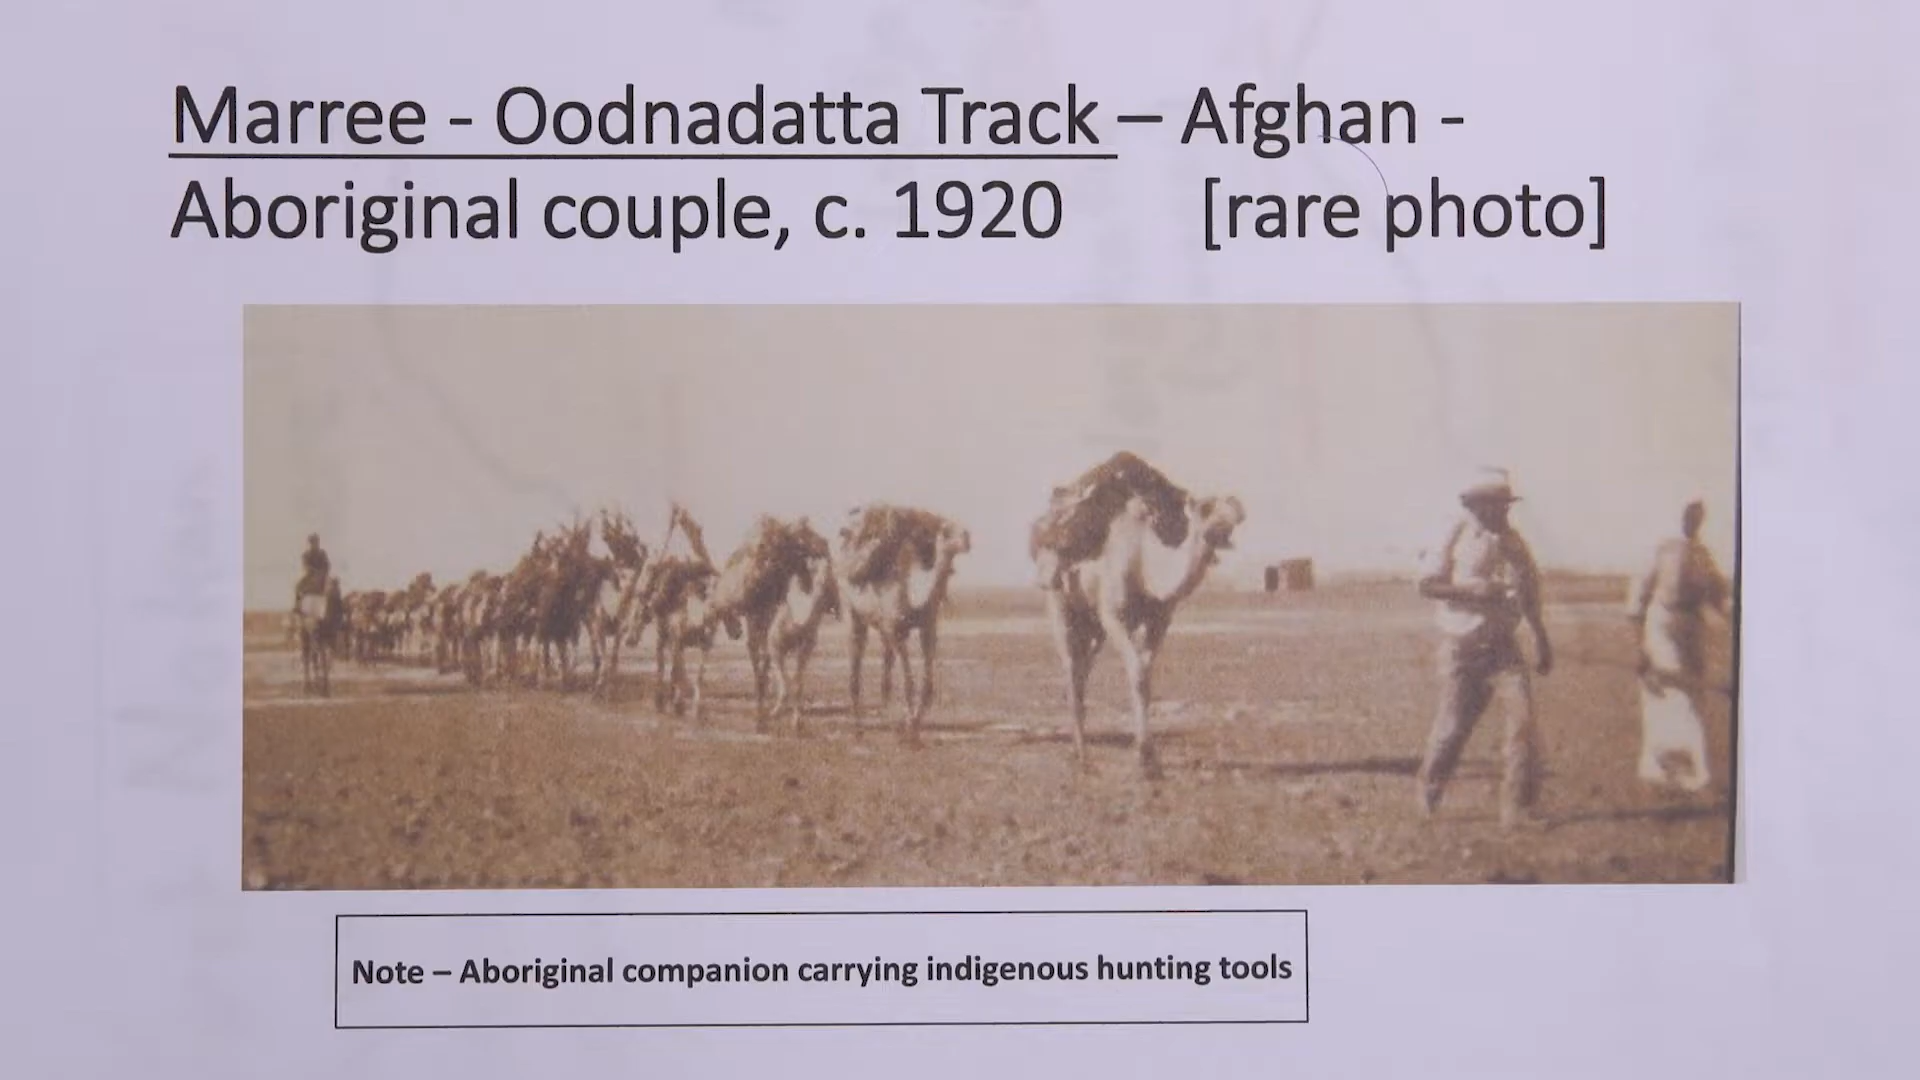 Marree - Oodnadatta Track – Afghan -
Aboriginal couple, c. 1920 [rare photo]
Note – Aboriginal companion carrying indigenous hunting tools